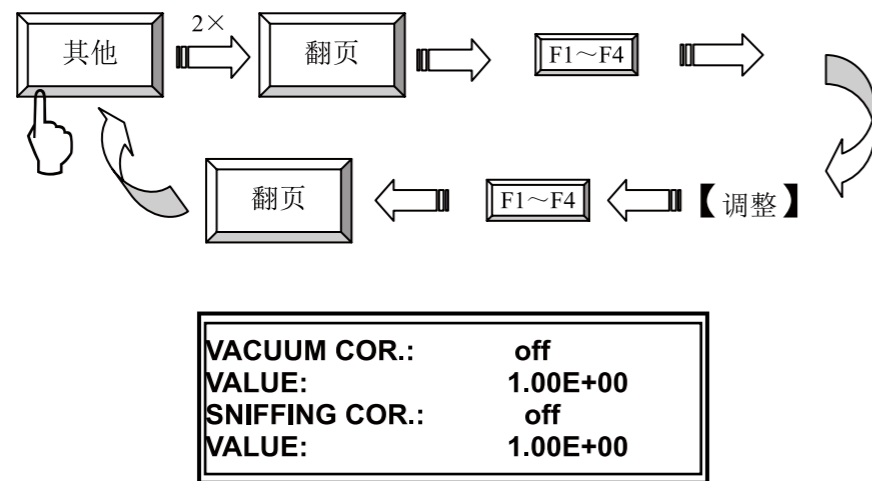 2×
其他 翻页 F1～F4
翻页 F1～F4 【调整】
VACUUM COR.: off
VALUE: 1.00E+00
SNIFFING COR.: off
VALUE: 1.00E+00